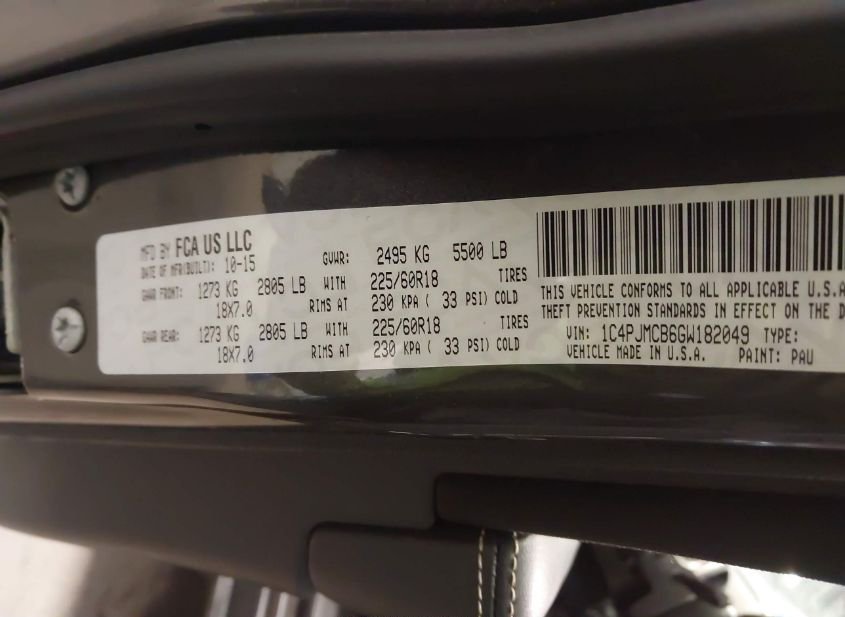 MFD BY FCA US LLC
DATE OF MFR(BUILT): 10-15
GVWR: 2495 KG 5500 LB
GAWR FRONT: 1273 KG 2805 LB WITH 225/60R18 TIRES
18X7.0 RIMS AT 230 KPA ( 33 PSI) COLD
GAWR REAR: 1273 KG 2805 LB WITH 225/60R18 TIRES
18X7.0 RIMS AT 230 KPA ( 33 PSI) COLD
THIS VEHICLE CONFORMS TO ALL APPLICABLE U.S.A
THEFT PREVENTION STANDARDS IN EFFECT ON THE D
VIN: 1C4PJMCB6GW182049 TYPE:
VEHICLE MADE IN U.S.A. PAINT: PAU